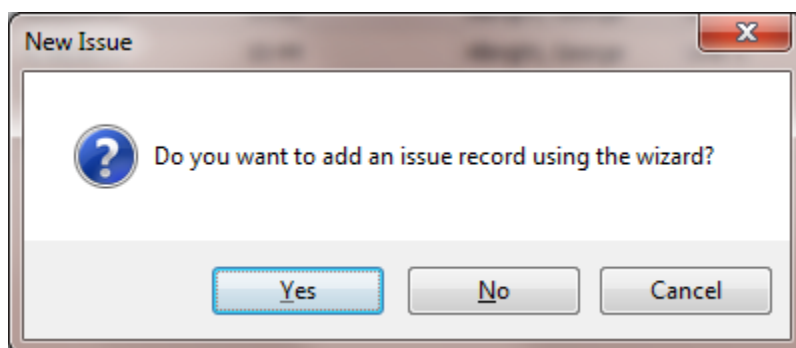 New Issue
Do you want to add an issue record using the wizard?
Yes
No
Cancel